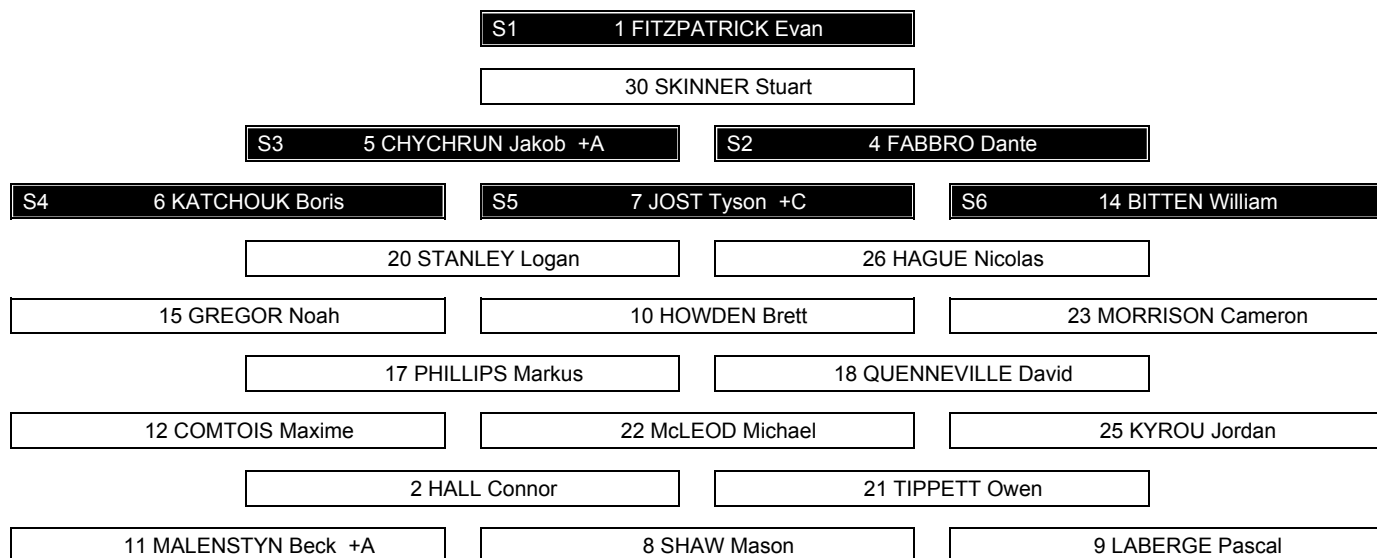 S1 1 FITZPATRICK Evan
30 SKINNER Stuart
S3 5 CHYCHRUN Jakob +A S2 4 FABBRO Dante
S4 6 KATCHOUK Boris S5 7 JOST Tyson +C S6 14 BITTEN William
20 STANLEY Logan 26 HAGUE Nicolas
15 GREGOR Noah 10 HOWDEN Brett 23 MORRISON Cameron
17 PHILLIPS Markus 18 QUENNEVILLE David
12 COMTOIS Maxime 22 McLEOD Michael 25 KYROU Jordan
2 HALL Connor 21 TIPPETT Owen
11 MALENSTYN Beck +A 8 SHAW Mason 9 LABERGE Pascal